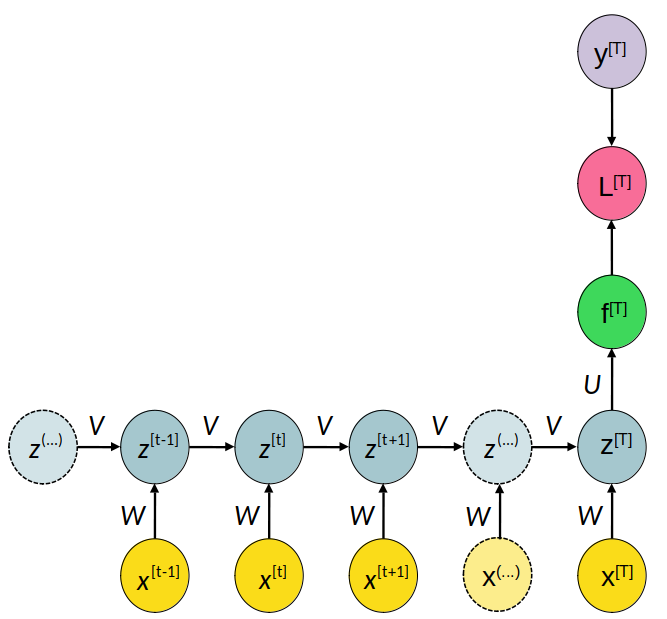 y[T]
L[T]
f[T]
U
V V V V V
z(...) z[t-1] z[t] z[t+1] z(...) z[T]
W W W W W
x[t-1] x[t] x[t+1] x(...) x[T]